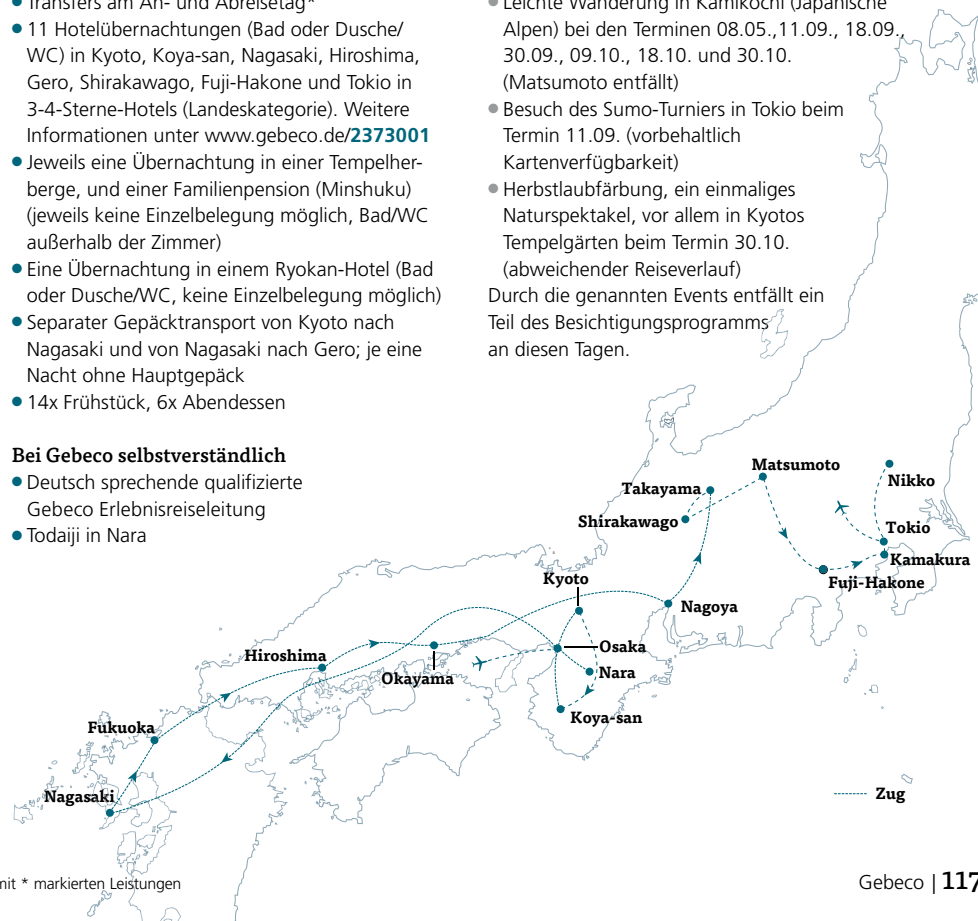 Transfers am An- und Abreisetag*
• 11 Hotelübernachtungen (Bad oder Dusche/
WC) in Kyoto, Koya-san, Nagasaki, Hiroshima,
Gero, Shirakawago, Fuji-Hakone und Tokio in
3-4-Sterne-Hotels (Landeskategorie). Weitere
Informationen unter www.gebeco.de/2373001
• Jeweils eine Übernachtung in einer Tempelher-
berge, und einer Familienpension (Minshuku)
(jeweils keine Einzelbelegung möglich, Bad/WC
außerhalb der Zimmer)
• Eine Übernachtung in einem Ryokan-Hotel (Bad
oder Dusche/WC, keine Einzelbelegung möglich)
• Separater Gepäcktransport von Kyoto nach
Nagasaki und von Nagasaki nach Gero; je eine
Nacht ohne Hauptgepäck
• 14x Frühstück, 6x Abendessen
Bei Gebeco selbstverständlich
• Deutsch sprechende qualifizierte
Gebeco Erlebnisreiseleitung
• Todaiji in Nara
Leichte Wanderung in Kamikochi (Japanische
Alpen) bei den Terminen 08.05.,11.09., 18.09.,
30.09., 09.10., 18.10. und 30.10.
(Matsumoto entfällt)
• Besuch des Sumo-Turniers in Tokio beim
Termin 11.09. (vorbehaltlich
Kartenverfügbarkeit)
• Herbstlaubfärbung, ein einmaliges
Naturspektakel, vor allem in Kyotos
Tempelgärten beim Termin 30.10.
(abweichender Reiseverlauf)
Durch die genannten Events entfällt ein
Teil des Besichtigungsprogramms
an diesen Tagen.
Matsumoto
Nikko
Takayama
Shirakawago
Tokio
Kamakura
Fuji-Hakone
Kyoto
Nagoya
Osaka
Hiroshima
Okayama
Nara
Koya-san
Fukuoka
Nagasaki
Zug
mit * markierten Leistungen
Gebeco | 117